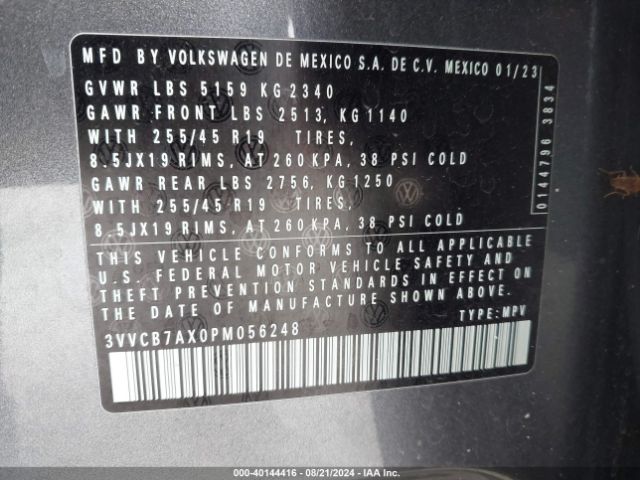 MFD BY VOLKSWAGEN DE MEXICO S.A. DE C.V. MEXICO 01/23
GVWR LBS 5159 KG 2340
GAWR FRONT LBS 2513, KG 1140
WITH 255/45 R19 TIRES,
8.5JX19 RIMS, AT 260 KPA, 38 PSI COLD
GAWR REAR LBS 2756, KG 1250
WITH 255/45 R19 TIRES,
8.5JX19 RIMS, AT 260 KPA, 38 PSI COLD
THIS VEHICLE CONFORMS TO ALL APPLICABLE
U.S. FEDERAL MOTOR VEHICLE SAFETY AND
THEFT PREVENTION STANDARDS IN EFFECT ON
THE DATE OF MANUFACTURE SHOWN ABOVE.
3VVCB7AX0PM056248 TYPE: MPV
0144796 3834
000-40144416 - 08/21/2024 - IAA Inc.